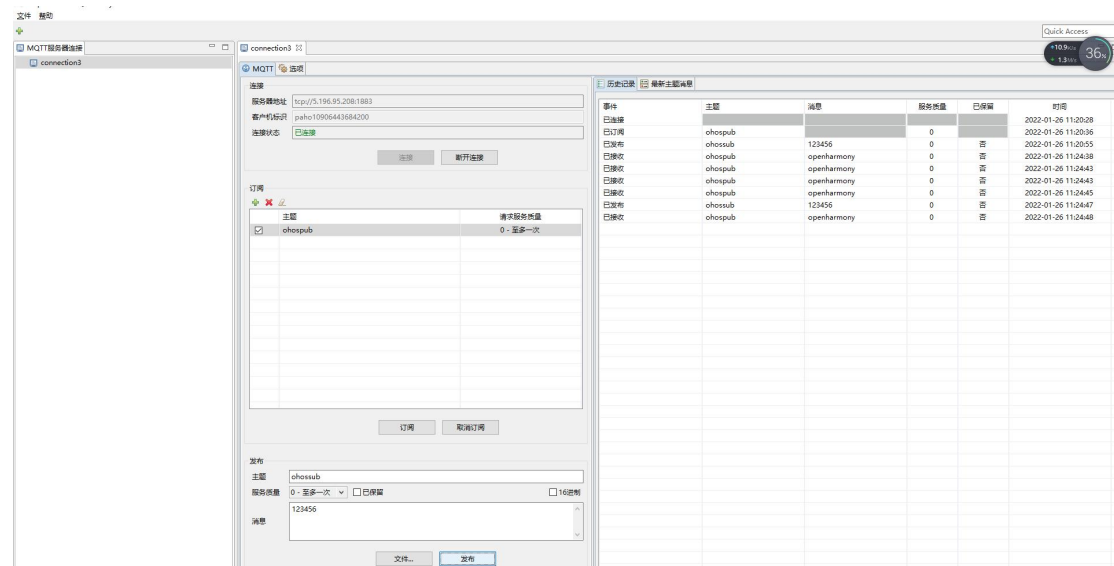 文件 帮助
Quick Access
MQTT服务器连接
connection3
connection3
MQTT 选项
连接
服务器地址 tcp://5.196.95.208:1883
客户机标识 paho10906443684200
连接状态 已连接
连接 断开连接
订阅
主题 请求服务质量
ohospub 0 - 至多一次
订阅 取消订阅
发布
主题 ohossub
服务质量 0 - 至多一次 已保留 16进制
消息 123456
文件... 发布
历史记录 最新主题消息
事件 主题 消息 服务质量 已保留 时间
已连接 2022-01-26 11:20:28
已订阅 ohospub 0 2022-01-26 11:20:36
已发布 ohossub 123456 0 否 2022-01-26 11:20:55
已接收 ohospub openharmony 0 否 2022-01-26 11:24:38
已接收 ohospub openharmony 0 否 2022-01-26 11:24:43
已接收 ohospub openharmony 0 否 2022-01-26 11:24:43
已接收 ohospub openharmony 0 否 2022-01-26 11:24:45
已发布 ohossub 123456 0 否 2022-01-26 11:24:47
已接收 ohospub openharmony 0 否 2022-01-26 11:24:48
10.9K/s
1.3M/s
36%